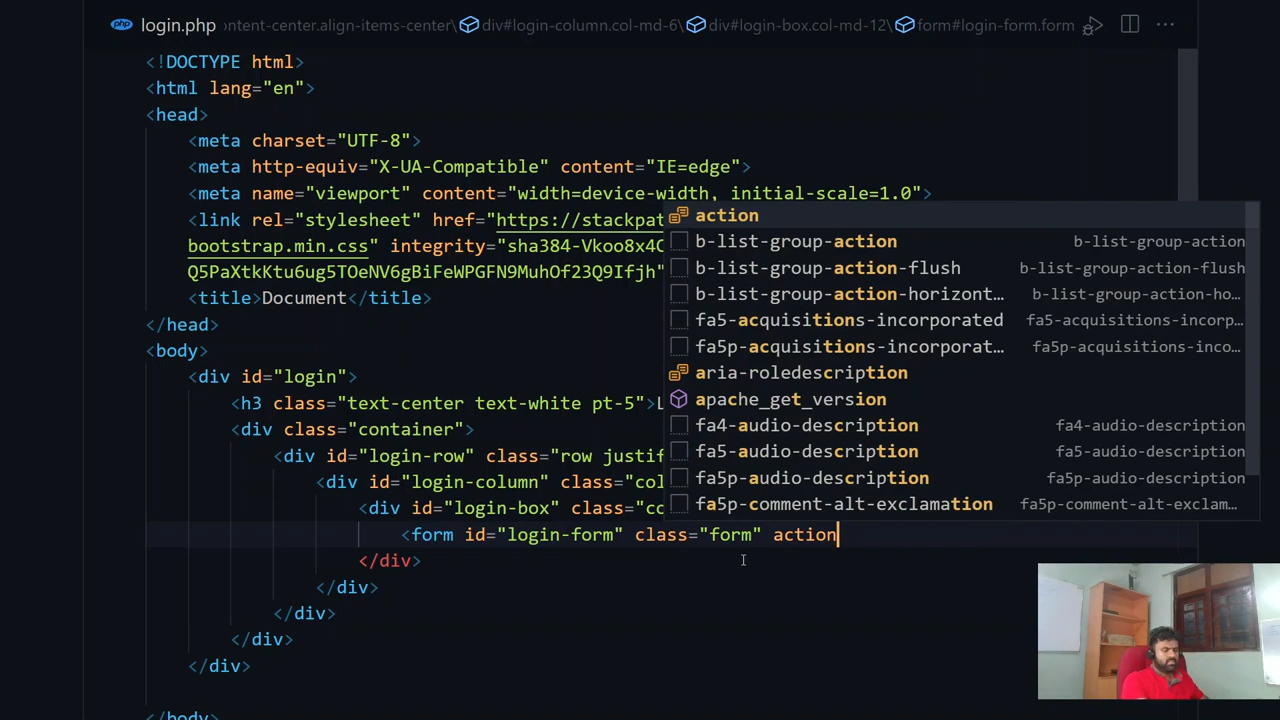 login.php ontent-center.align-items-center\ div#login-column.col-md-6\ div#login-box.col-md-12\ form#login-form.form ···
<!DOCTYPE html>
<html lang="en">
<head>
<meta charset="UTF-8">
<meta http-equiv="X-UA-Compatible" content="IE=edge">
<meta name="viewport" content="width=device-width, initial-scale=1.0">
<link rel="stylesheet" href="https://stackpat
bootstrap.min.css" integrity="sha384-Vkoo8x4C
Q5PaXtkKtu6ug5TOeNV6gBiFeWPGFN9MuhOf23Q9Ifjh"
<title>Document</title>
</head>
<body>
<div id="login">
<h3 class="text-center text-white pt-5">L
<div class="container">
<div id="login-row" class="row justif
<div id="login-column" class="col
<div id="login-box" class="co
<form id="login-form" class="form" action
</div>
</div>
</div>
</div>
</div>
</body>
action
b-list-group-action b-list-group-action
b-list-group-action-flush b-list-group-action-flush
b-list-group-action-horizont… b-list-group-action-ho…
fa5-acquisitions-incorporated fa5-acquisitions-incorp…
fa5p-acquisitions-incorporat… fa5p-acquisitions-inco…
aria-roledescription
apache_get_version
fa4-audio-description fa4-audio-description
fa5-audio-description fa5-audio-description
fa5p-audio-description fa5p-audio-description
fa5p-comment-alt-exclamation fa5p-comment-alt-exclam…